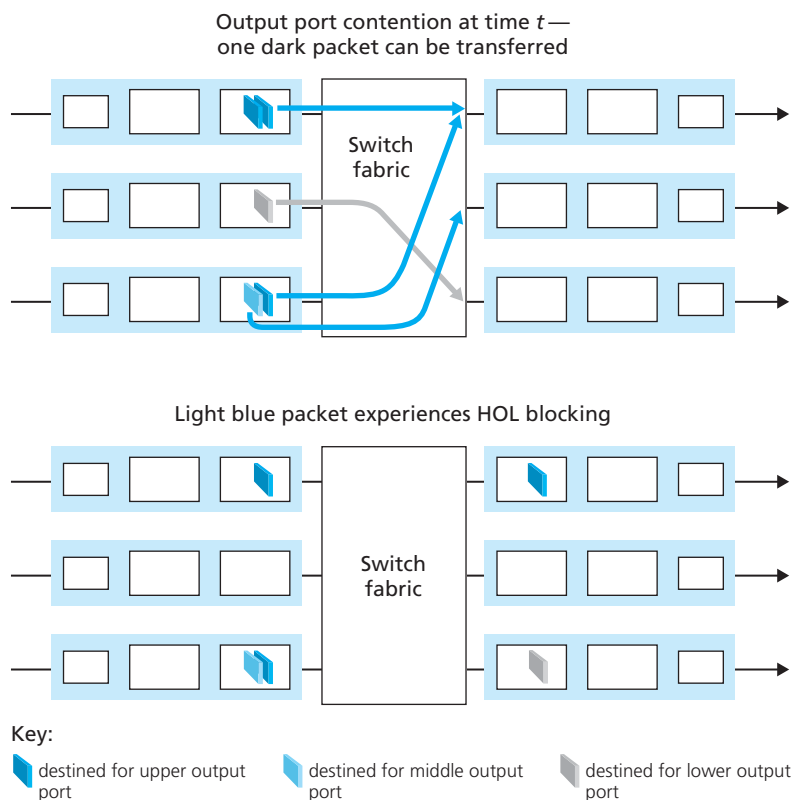 Output port contention at time t —
one dark packet can be transferred
Switch
fabric
Light blue packet experiences HOL blocking
Switch
fabric
Key:
destined for upper output
port
destined for middle output
port
destined for lower output
port